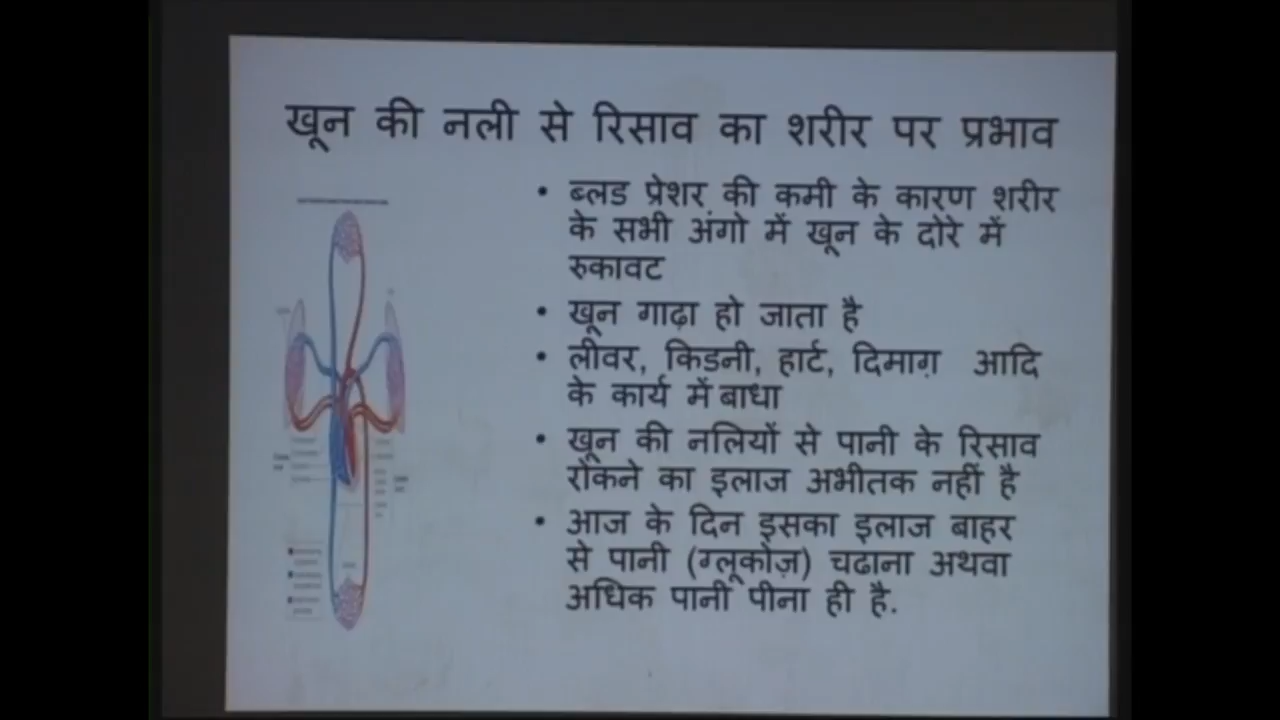 खून की नली से रिसाव का शरीर पर प्रभाव
• ब्लड प्रेशर की कमी के कारण शरीर
के सभी अंगो में खून के दोरे में
रुकावट
• खून गाढ़ा हो जाता है
• लीवर, किडनी, हार्ट, दिमाग़ आदि
के कार्य में बाधा
• खून की नलियों से पानी के रिसाव
रोकने का इलाज अभीतक नहीं है
• आज के दिन इसका इलाज बाहर
से पानी (ग्लूकोज़) चढाना अथवा
अधिक पानी पीना ही है.